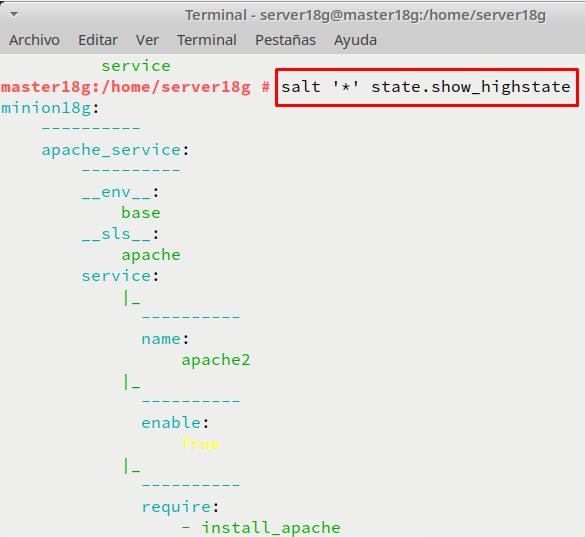 Terminal - server18g@master18g:/home/server18g
Archivo Editar Ver Terminal Pestañas Ayuda
service
master18g:/home/server18g # salt '*' state.show_highstate
minion18g:
----------
apache_service:
----------
__env__:
base
__sls__:
apache
service:
|_
----------
name:
apache2
|_
----------
enable:
True
|_
----------
require:
- install_apache